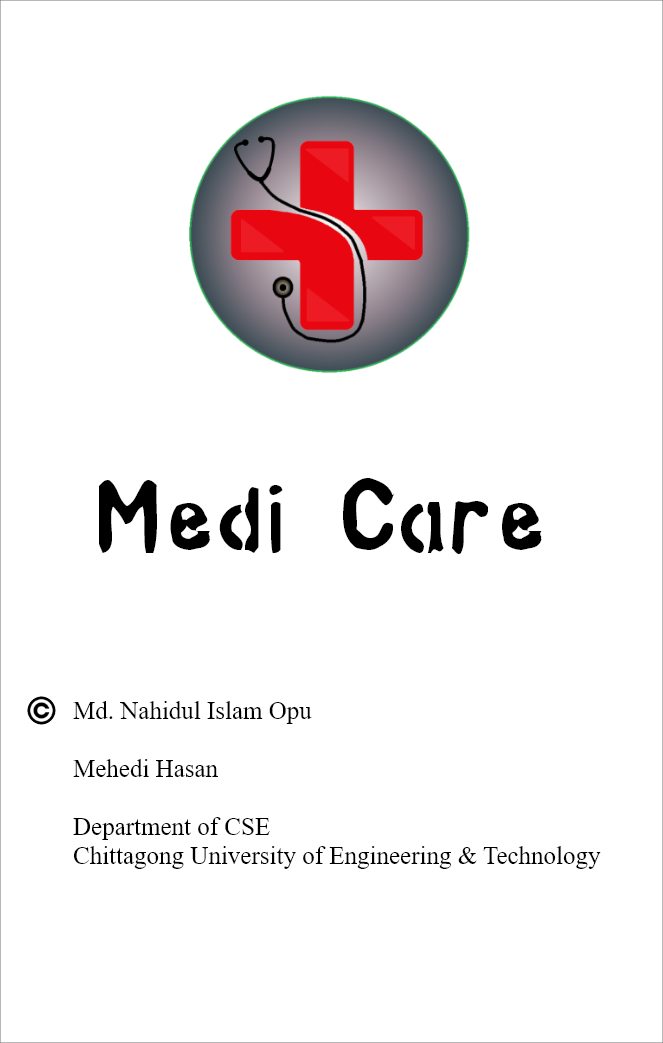 Medi Care
© Md. Nahidul Islam Opu
Mehedi Hasan
Department of CSE
Chittagong University of Engineering & Technology